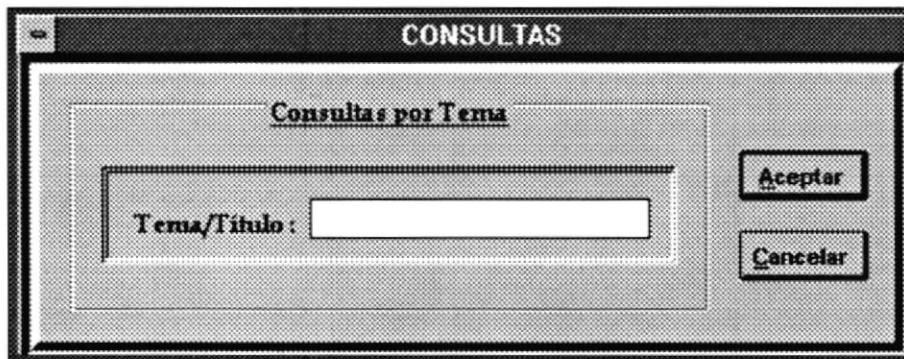 CONSULTAS
Consultas por Tema
Tema/Título :
Aceptar
Cancelar